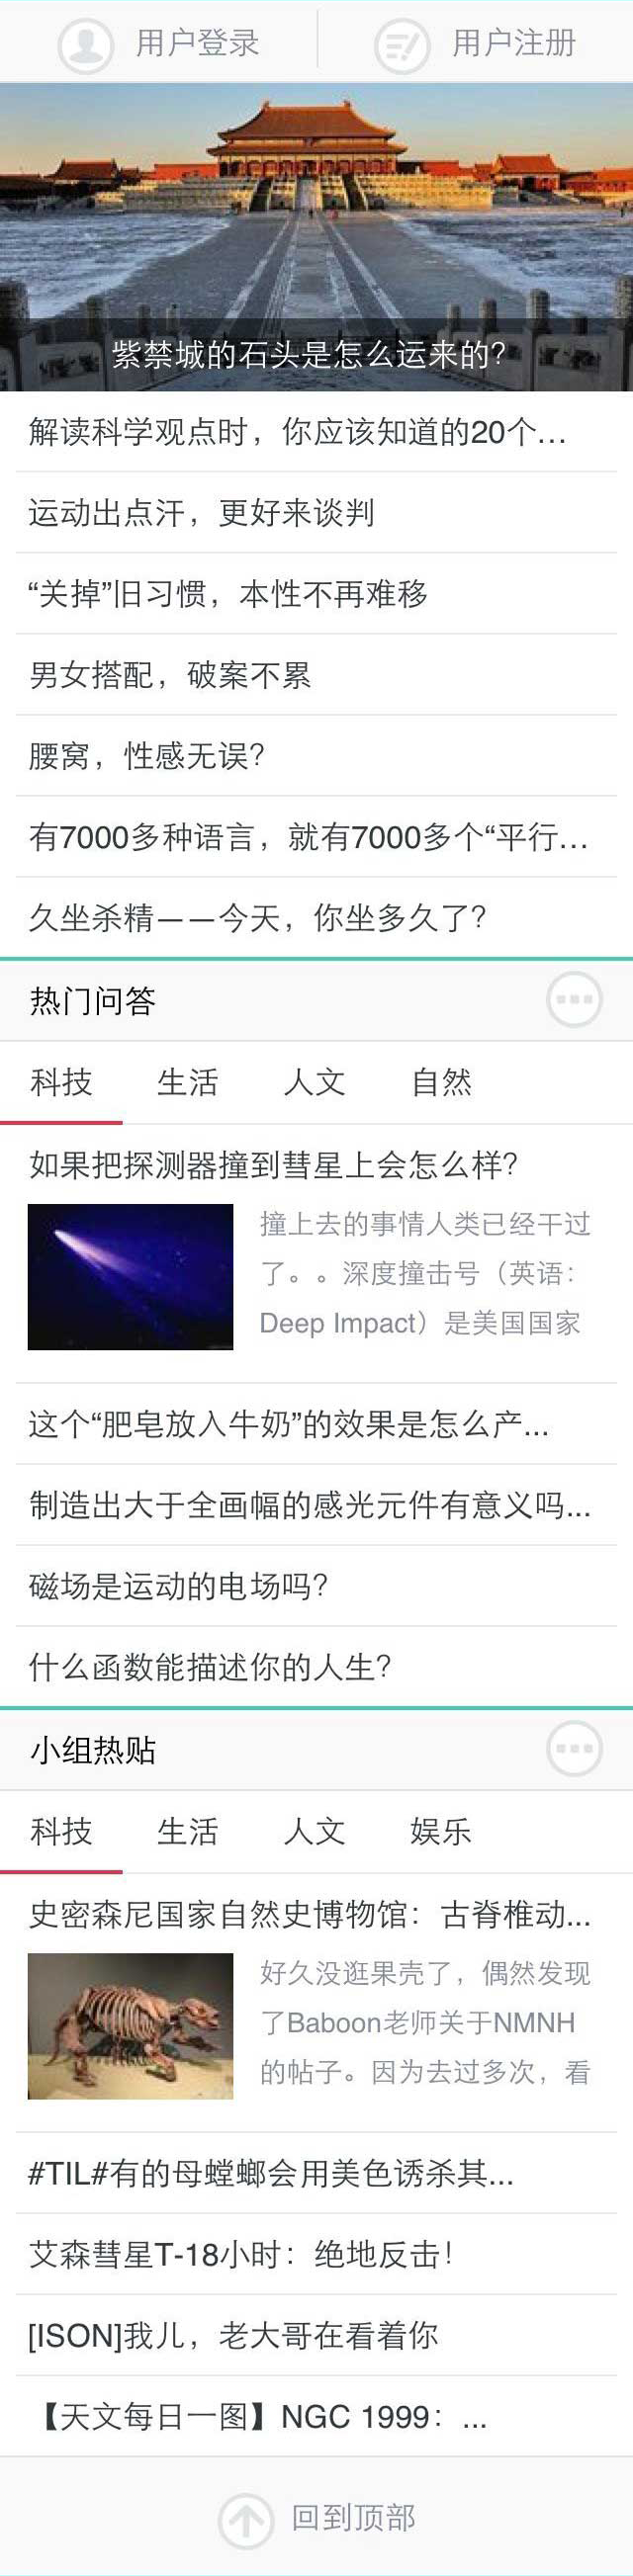 用户登录
用户注册
紫禁城的石头是怎么运来的？
解读科学观点时，你应该知道的20个…
运动出点汗，更好来谈判
“关掉”旧习惯，本性不再难移
男女搭配，破案不累
腰窝，性感无误？
有7000多种语言，就有7000多个“平行…
久坐杀精——今天，你坐多久了？
热门问答
科技 生活 人文 自然
如果把探测器撞到彗星上会怎么样？
撞上去的事情人类已经干过
了。。深度撞击号（英语：
Deep Impact）是美国国家
这个“肥皂放入牛奶”的效果是怎么产...
制造出大于全画幅的感光元件有意义吗...
磁场是运动的电场吗？
什么函数能描述你的人生？
小组热贴
科技 生活 人文 娱乐
史密森尼国家自然史博物馆：古脊椎动...
好久没逛果壳了，偶然发现
了Baboon老师关于NMNH
的帖子。因为去过多次，看
#TIL#有的母螳螂会用美色诱杀其...
艾森彗星T-18小时：绝地反击！
[ISON]我儿，老大哥在看着你
【天文每日一图】NGC 1999：...
回到顶部